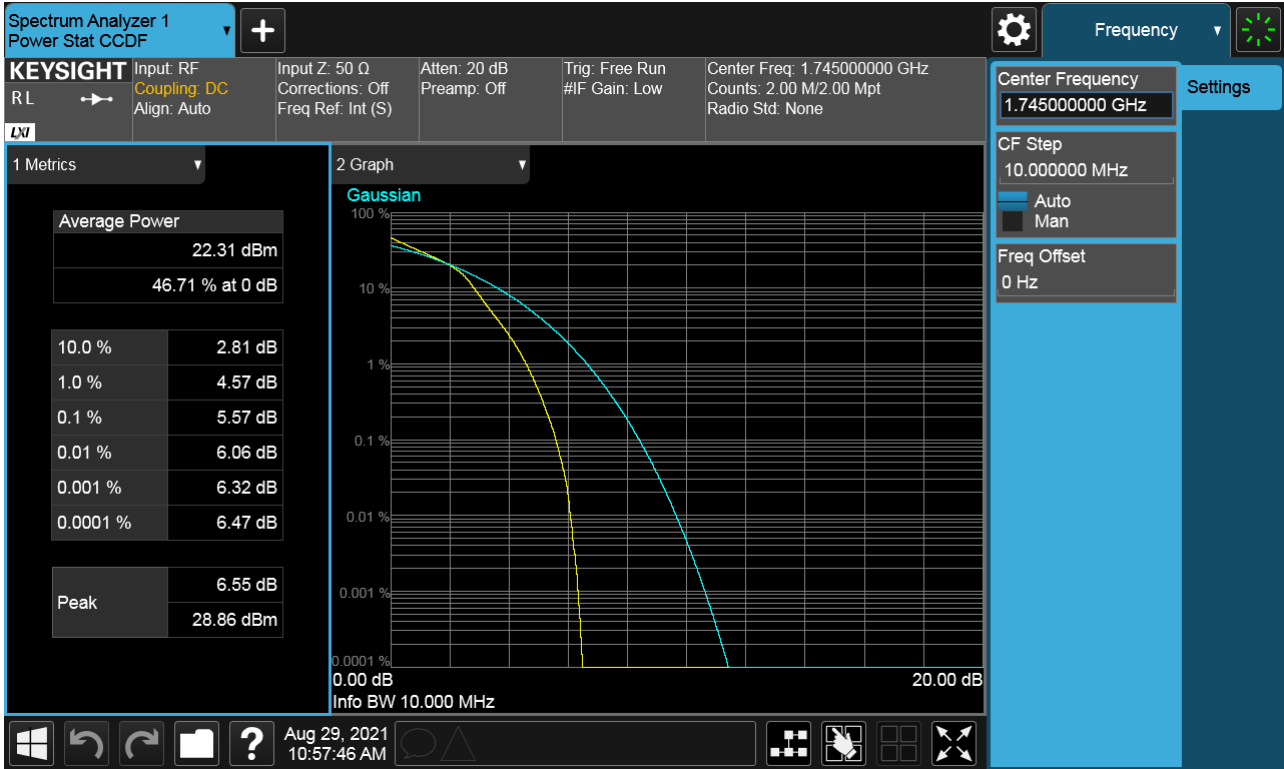 Spectrum Analyzer 1
Power Stat CCDF
Frequency
KEYSIGHT
R L
LXI
Input: RF
Coupling: DC
Align: Auto
Input Z: 50 Ω
Corrections: Off
Freq Ref: Int (S)
Atten: 20 dB
Preamp: Off
Trig: Free Run
#IF Gain: Low
Center Freq: 1.745000000 GHz
Counts: 2.00 M/2.00 Mpt
Radio Std: None
1 Metrics
Average Power
22.31 dBm
46.71 % at 0 dB
10.0 % 2.81 dB
1.0 % 4.57 dB
0.1 % 5.57 dB
0.01 % 6.06 dB
0.001 % 6.32 dB
0.0001 % 6.47 dB
Peak
6.55 dB
28.86 dBm
2 Graph
Gaussian
100 %
10 %
1 %
0.1 %
0.01 %
0.001 %
0.0001 %
0.00 dB 20.00 dB
Info BW 10.000 MHz
Center Frequency
1.745000000 GHz
CF Step
10.000000 MHz
Auto
Man
Freq Offset
0 Hz
Settings
?
Aug 29, 2021
10:57:46 AM